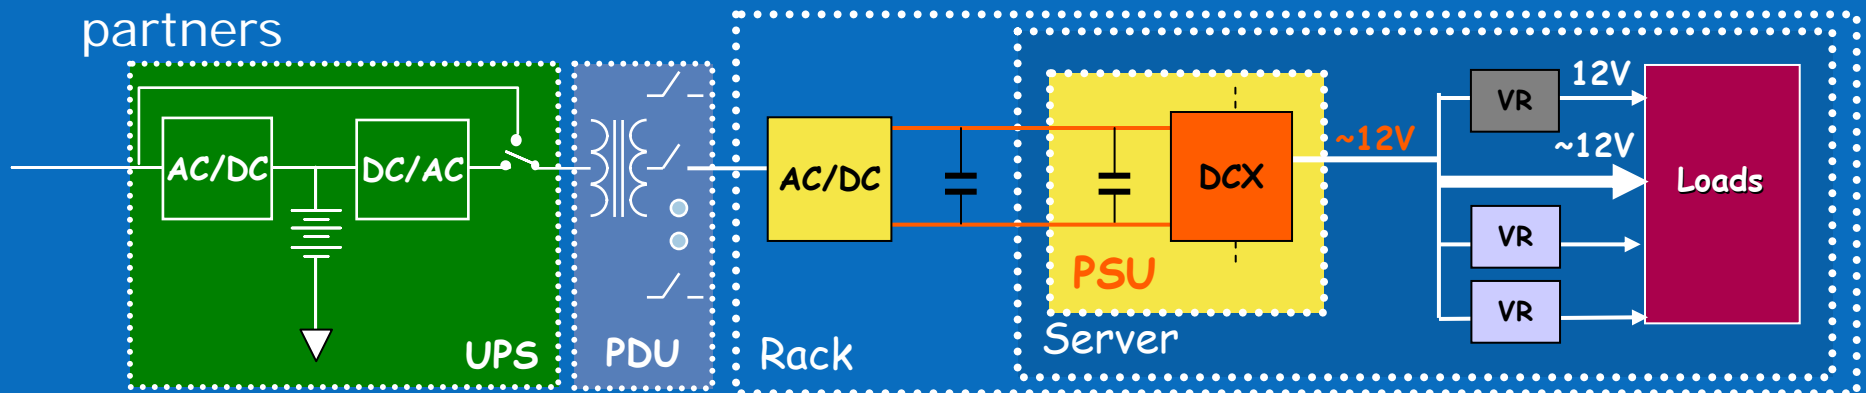 partners
AC/DC
DC/AC
UPS
PDU
Rack
AC/DC
DCX
PSU
Server
~12V
VR
12V
~12V
VR
VR
Loads